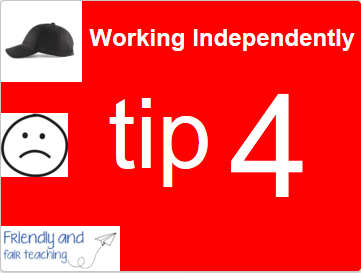 Working Independently
tip 4
Friendly and
fair teaching